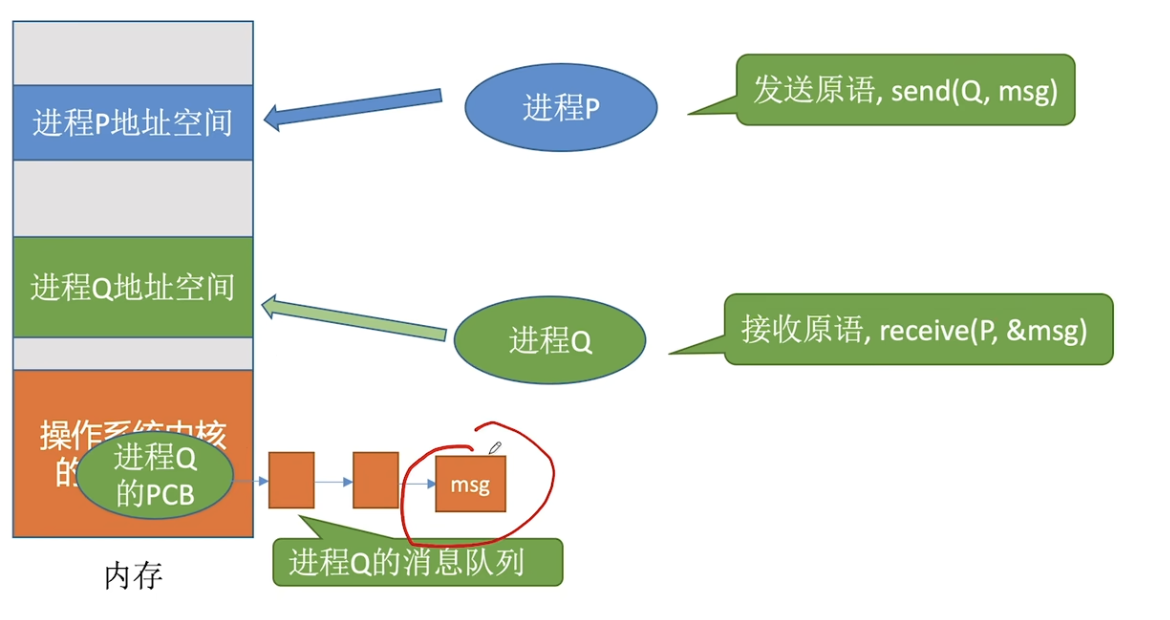 进程P地址空间
进程P
发送原语, send(Q, msg)
进程Q地址空间
进程Q
接收原语, receive(P, &msg)
操作系统内核
的
进程Q
的PCB
msg
进程Q的消息队列
内存